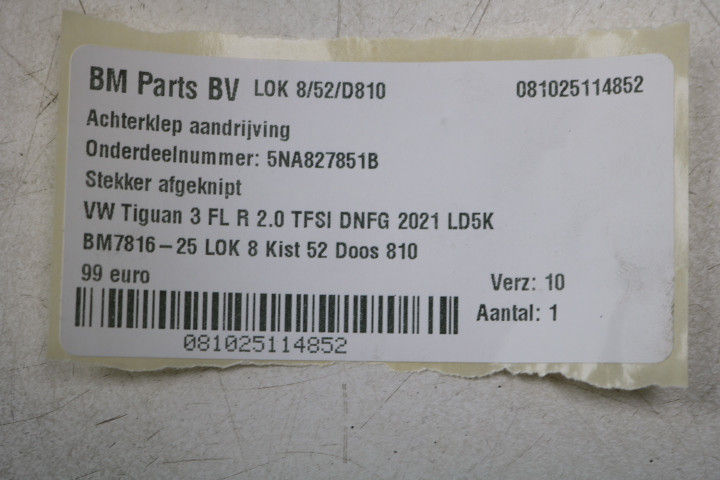 BM Parts BV LOK 8/52/D810 081025114852
Achterklep aandrijving
Onderdeelnummer: 5NA827851B
Stekker afgeknipt
VW Tiguan 3 FL R 2.0 TFSI DNFG 2021 LD5K
BM7816-25 LOK 8 Kist 52 Doos 810
99 euro Verz: 10
Aantal: 1
081025114852